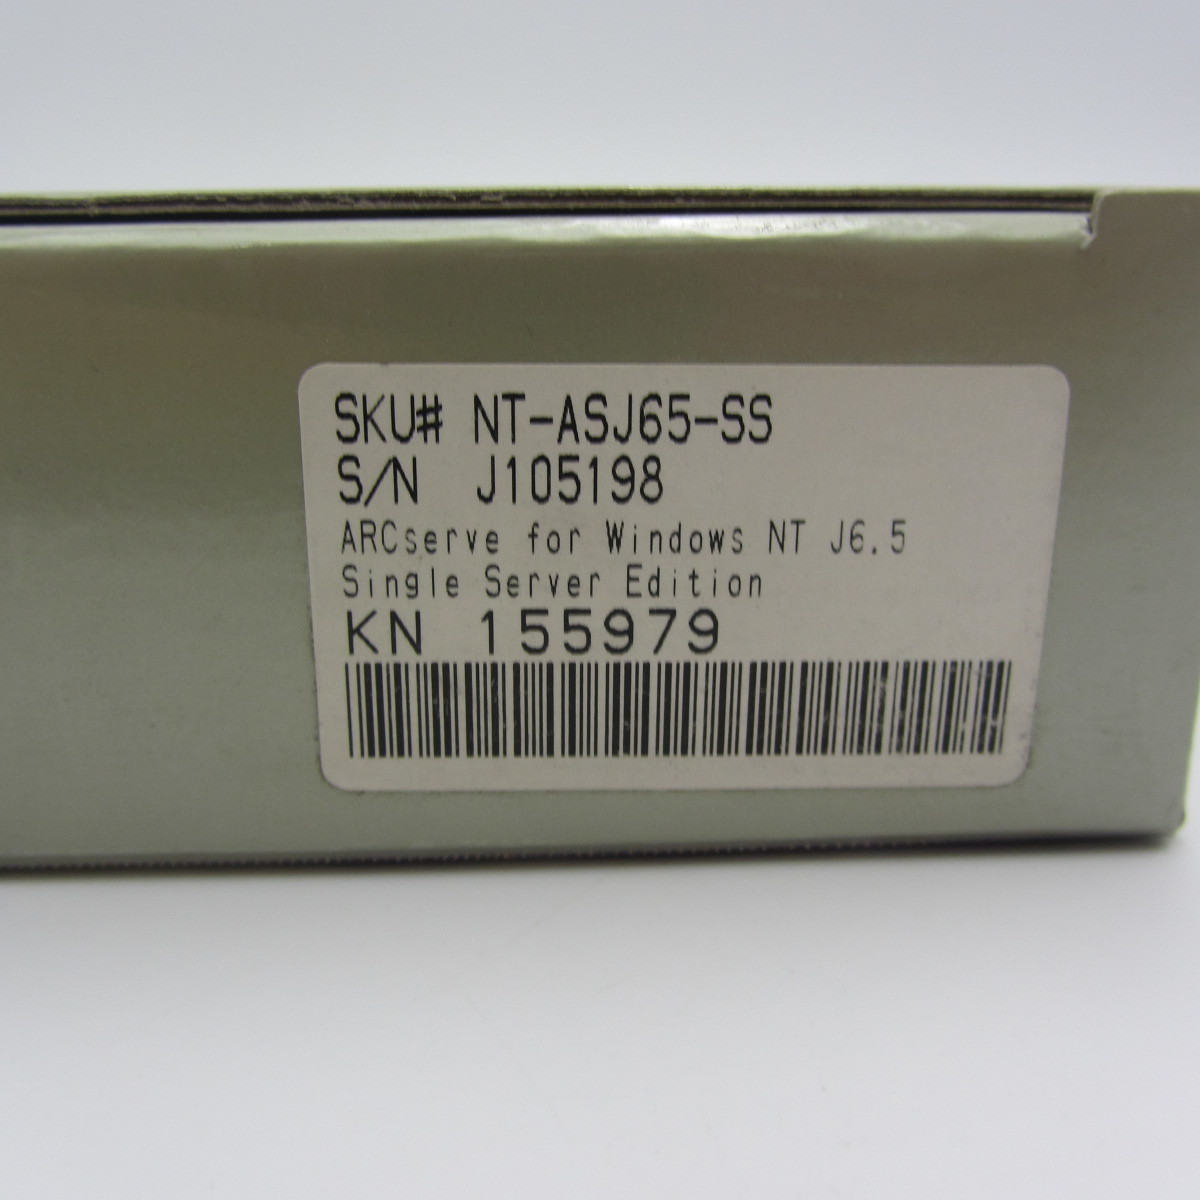 SKU# NT-ASJ65-SS
S/N J105198
ARCserve for Windows NT J6.5
Single Server Edition
KN 155979